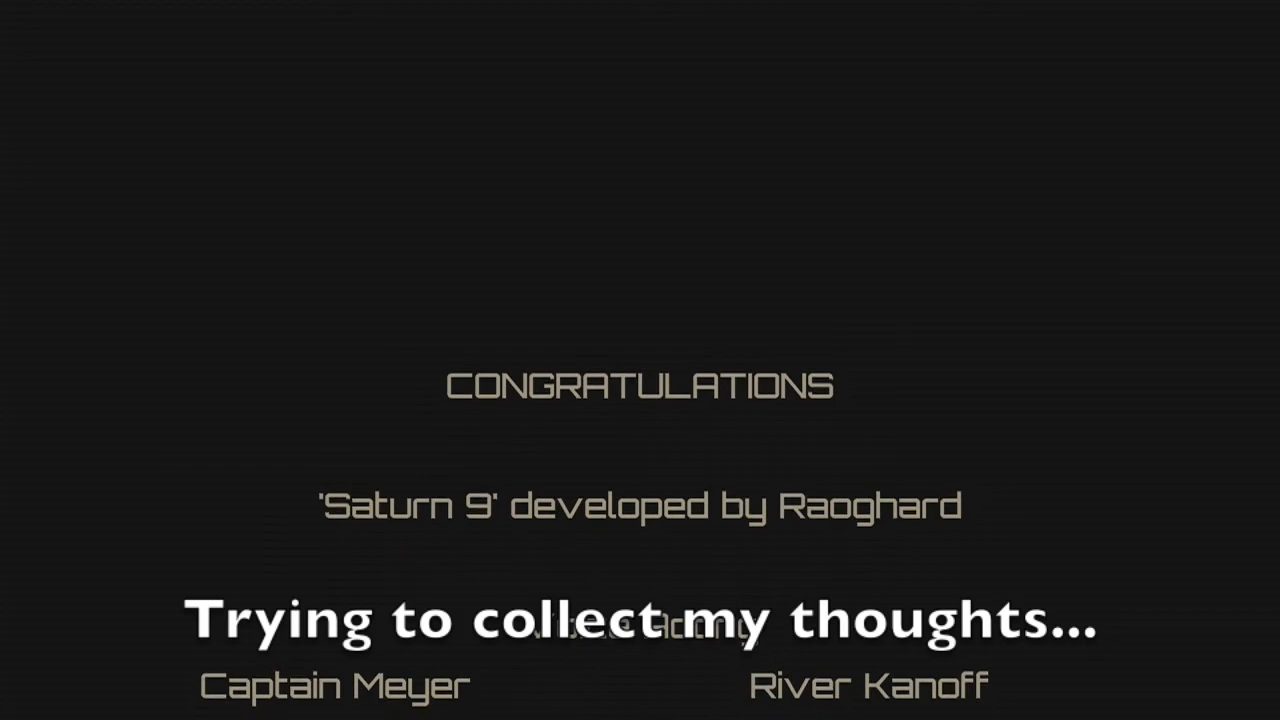 CONGRATULATIONS
'Saturn 9' developed by Raoghard
Trying to collect my thoughts...
Captain Meyer River Kanoff